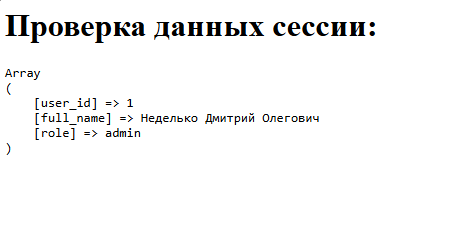 Проверка данных сессии:
Array
(
    [user_id] => 1
    [full_name] => Неделько Дмитрий Олегович
    [role] => admin
)